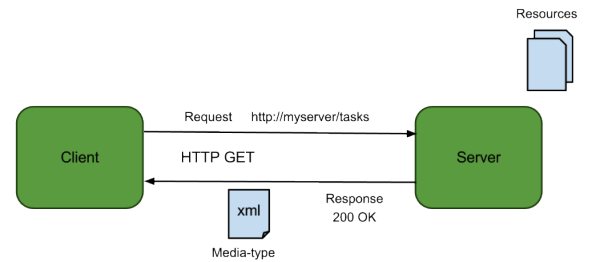 Resources
Request http://myserver/tasks
Client
HTTP GET
Server
xml
Response
200 OK
Media-type